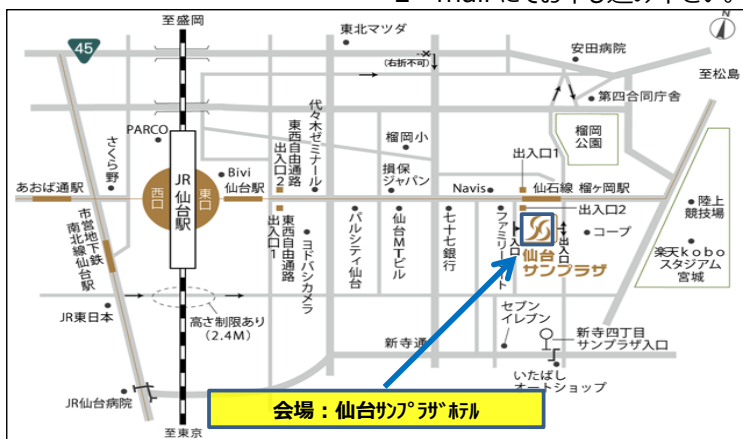 E-mail にてお申し込み下さい。
至盛岡
45
東北マツダ
(右折不可)
安田病院
至松島
第四合同庁舎
榴岡
公園
PARCO
さくら野
代々木ゼミナール
東西自由通路
出入口2
榴岡小
出入口1
Bivi
損保
ジャパン
Navis
あおば通駅
西口
JR仙台駅
東口
仙台駅
仙石線 榴ヶ岡駅
出入口2
陸上
競技場
市営地下鉄
南北線仙台駅
東西自由通路
出入口1
ヨドバシカメラ
パルシティ仙台
仙台MTビル
七十七銀行
ファミリーマート
入口
出入口
コープ
仙台
サンプラザ
楽天kobo
スタジアム
宮城
JR東日本
高さ制限あり
(2.4M)
セブン
イレブン
新寺通
新寺四丁目
サンプラザ入口
いたばし
オートショップ
JR仙台病院
会場：仙台サンプラザホテル
至東京